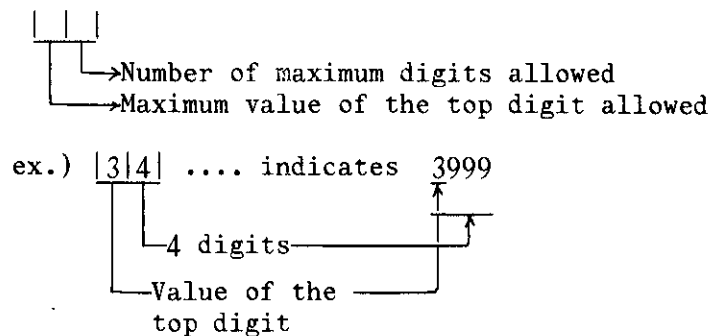 Number of maximum digits allowed
Maximum value of the top digit allowed
ex.) |3|4| .... indicates 3999
4 digits
Value of the
top digit